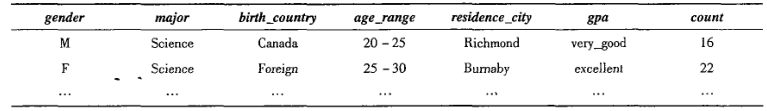 gender major birth_country age_range residence_city gpa count
M Science Canada 20 – 25 Richmond very_good 16
F Science Foreign 25 – 30 Burnaby excellent 22
... ... ... ... ... ... ...